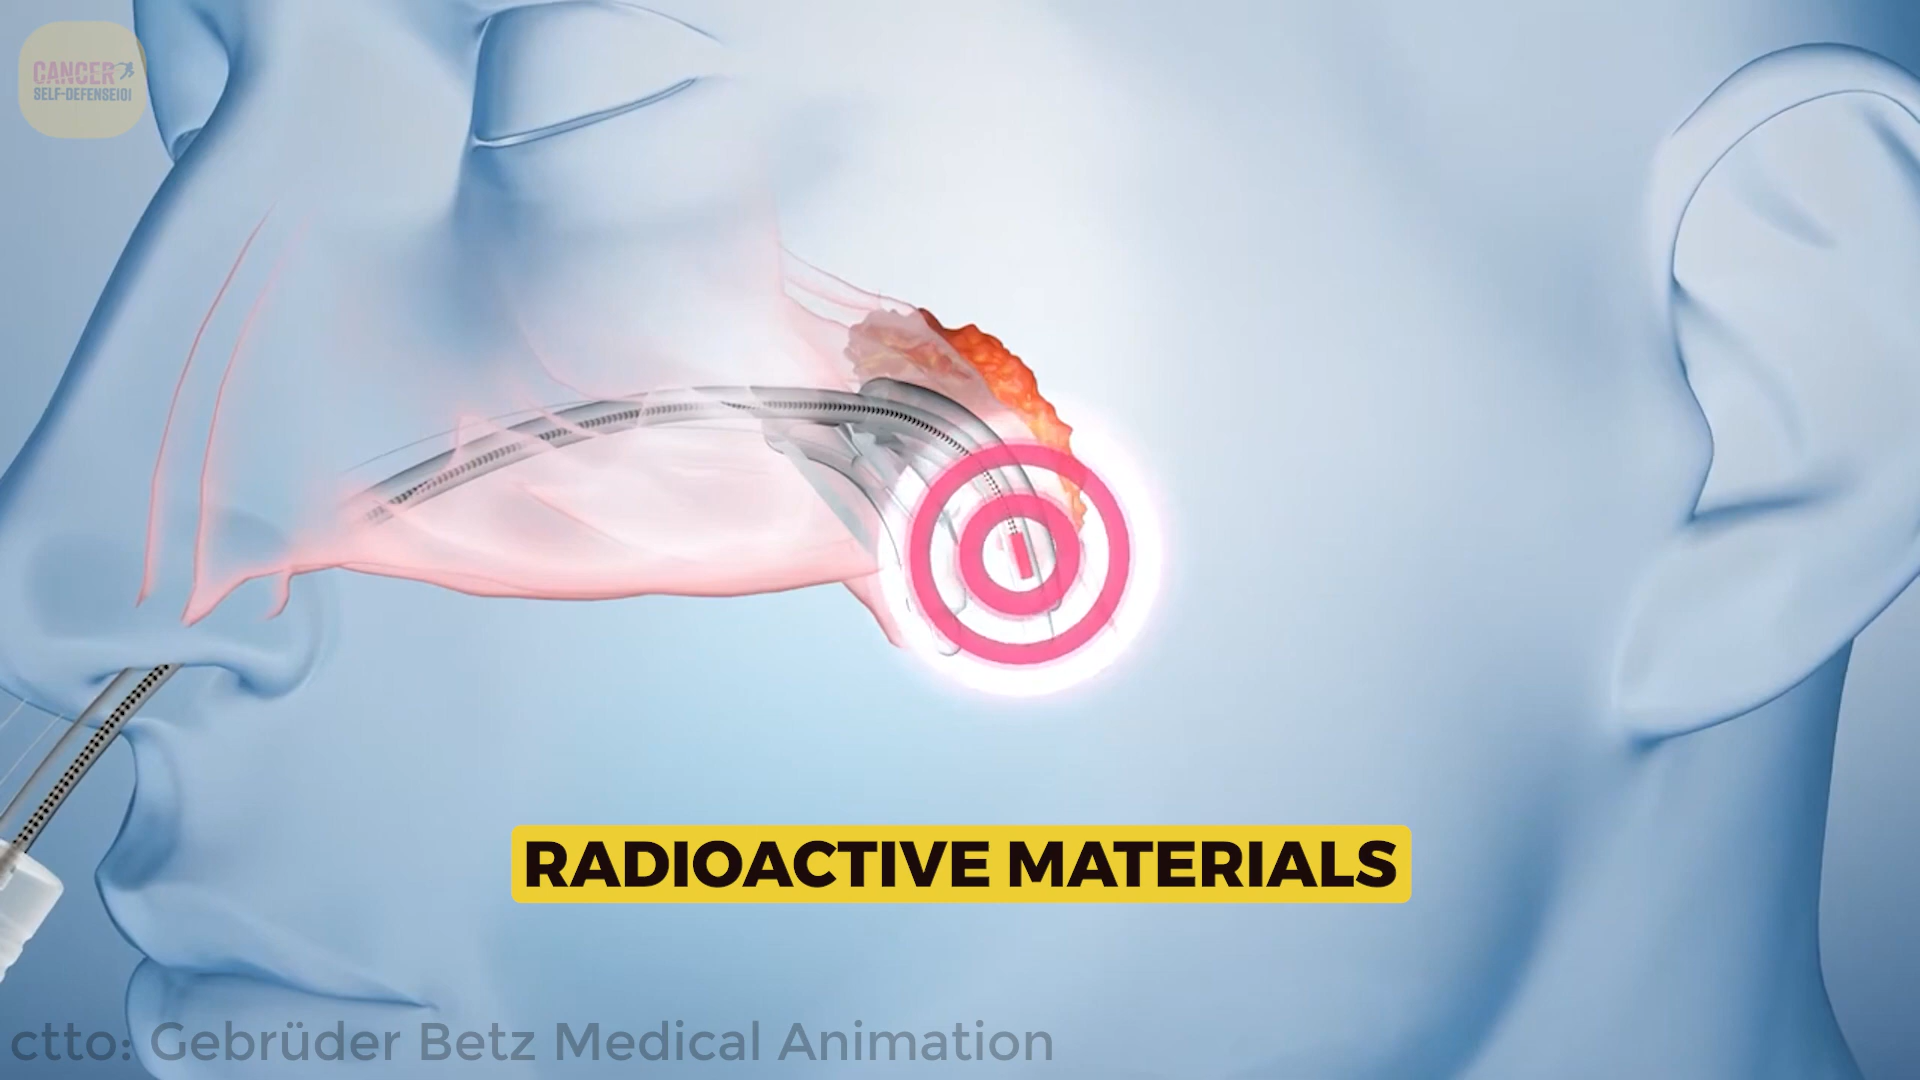 CANCER
SELF-DEFENSE101
RADIOACTIVE MATERIALS
ctto: Gebrüder Betz Medical Animation